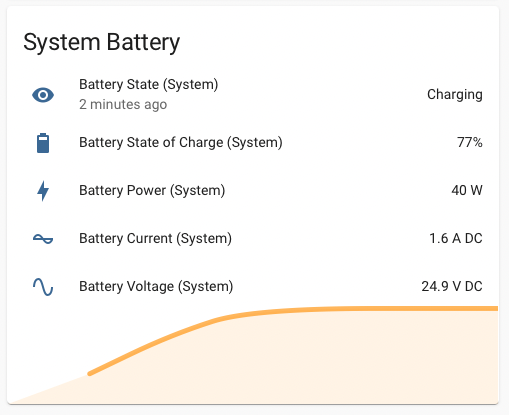 System Battery
Battery State (System)
2 minutes ago
Charging
Battery State of Charge (System)
77%
Battery Power (System)
40 W
Battery Current (System)
1.6 A DC
Battery Voltage (System)
24.9 V DC